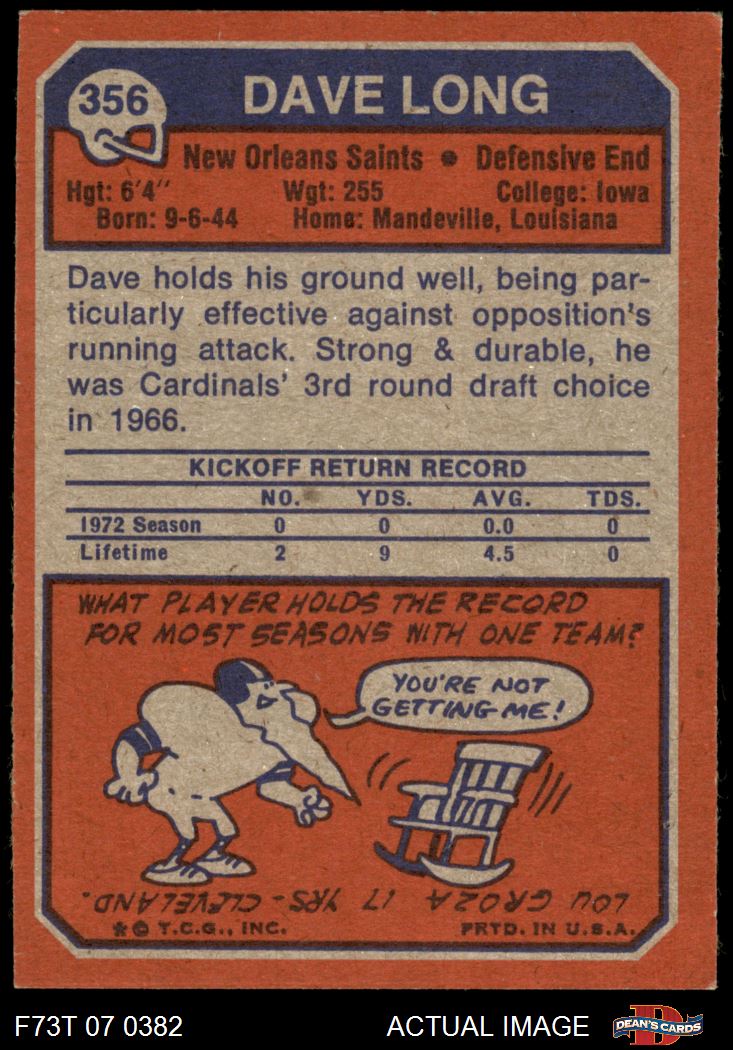 356
DAVE LONG
New Orleans Saints • Defensive End
Hgt: 6'4" Wgt: 255 College: Iowa
Born: 9-6-44 Home: Mandeville, Louisiana
Dave holds his ground well, being par-
ticularly effective against opposition's
running attack. Strong & durable, he
was Cardinals' 3rd round draft choice
in 1966.
KICKOFF RETURN RECORD
NO. YDS. AVG. TDS.
1972 Season 0 0 0.0 0
Lifetime 2 9 4.5 0
WHAT PLAYER HOLDS THE RECORD
FOR MOST SEASONS WITH ONE TEAM?
YOU'RE NOT
GETTING ME!
LOU GROZA 17 YRS-CLEVELAND.
*© T.C.G., INC. PRTD. IN U.S.A.
F73T 07 0382 ACTUAL IMAGE
D
DEAN'S CARDS